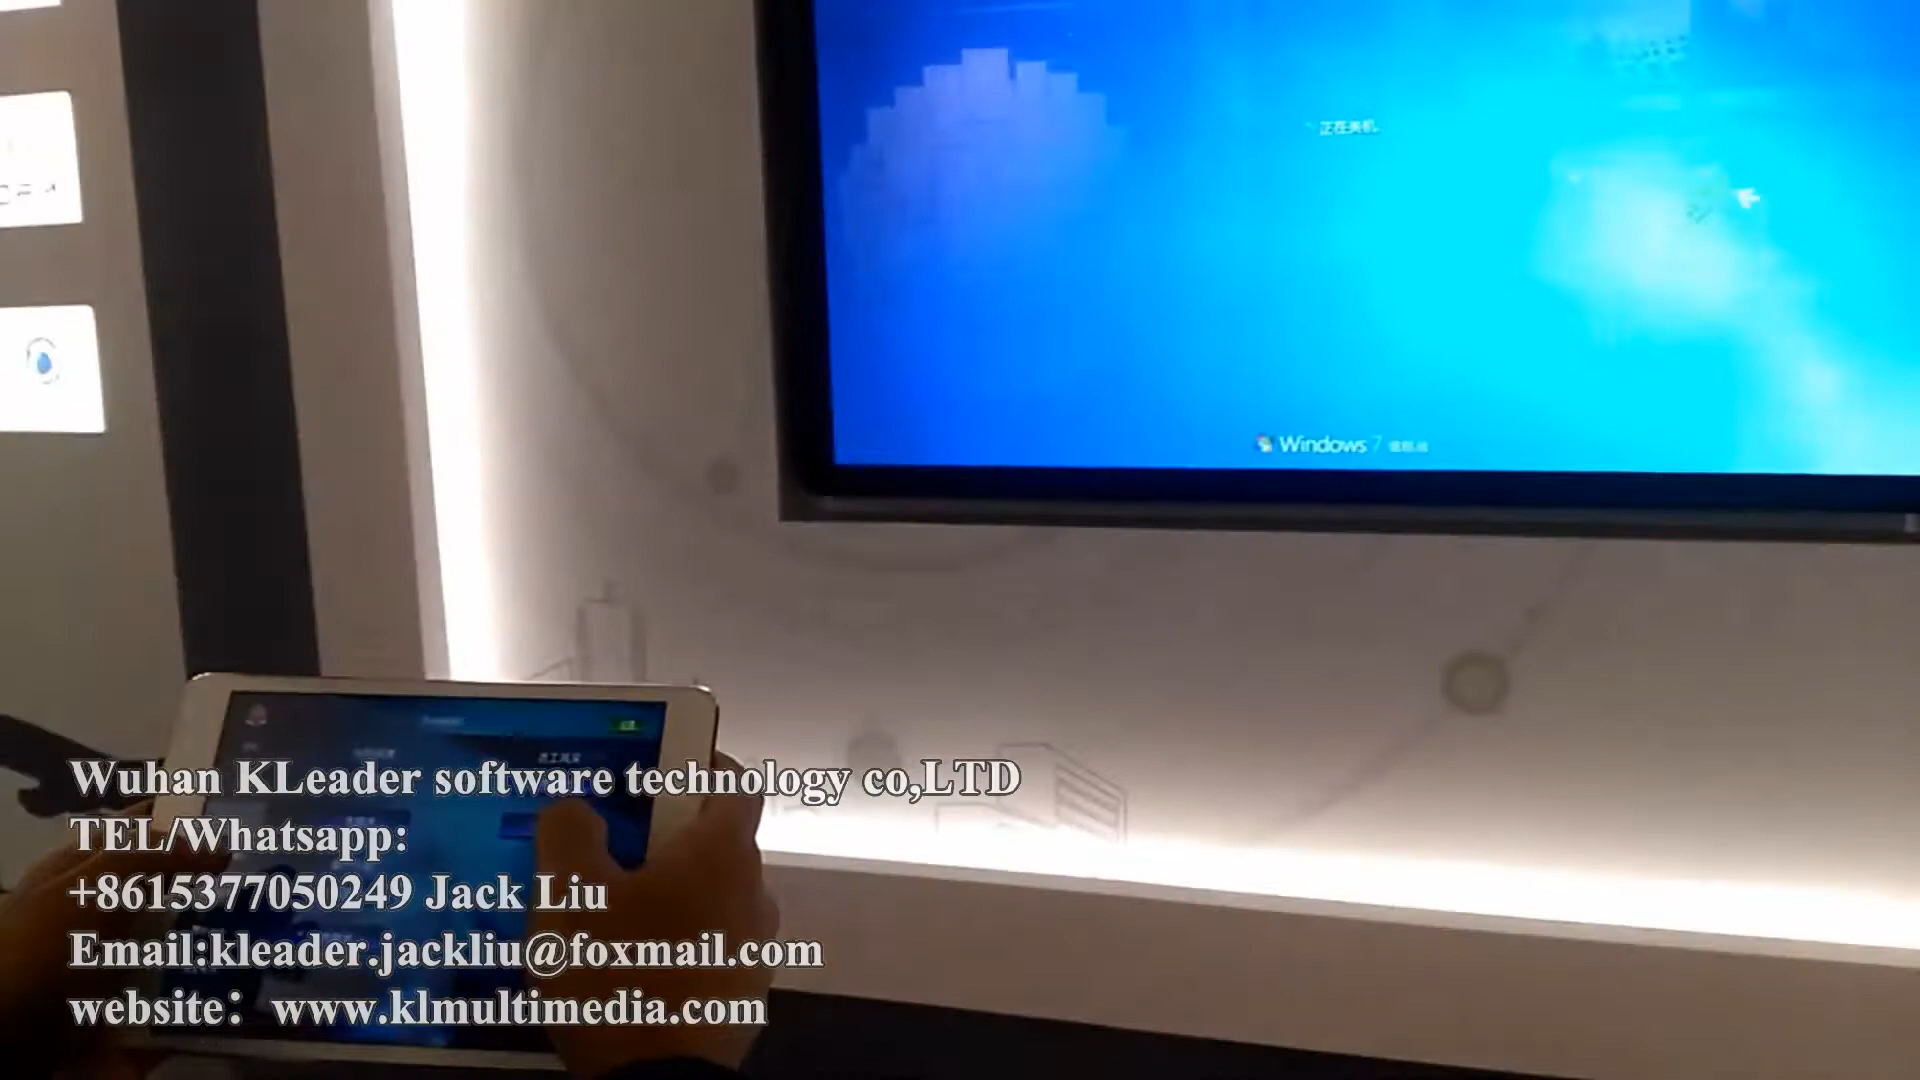 正在关机
Windows 7
Wuhan KLeader software technology co,LTD
TEL/Whatsapp:
+8615377050249 Jack Liu
Email:kleader.jackliu@foxmail.com
website：www.klmultimedia.com